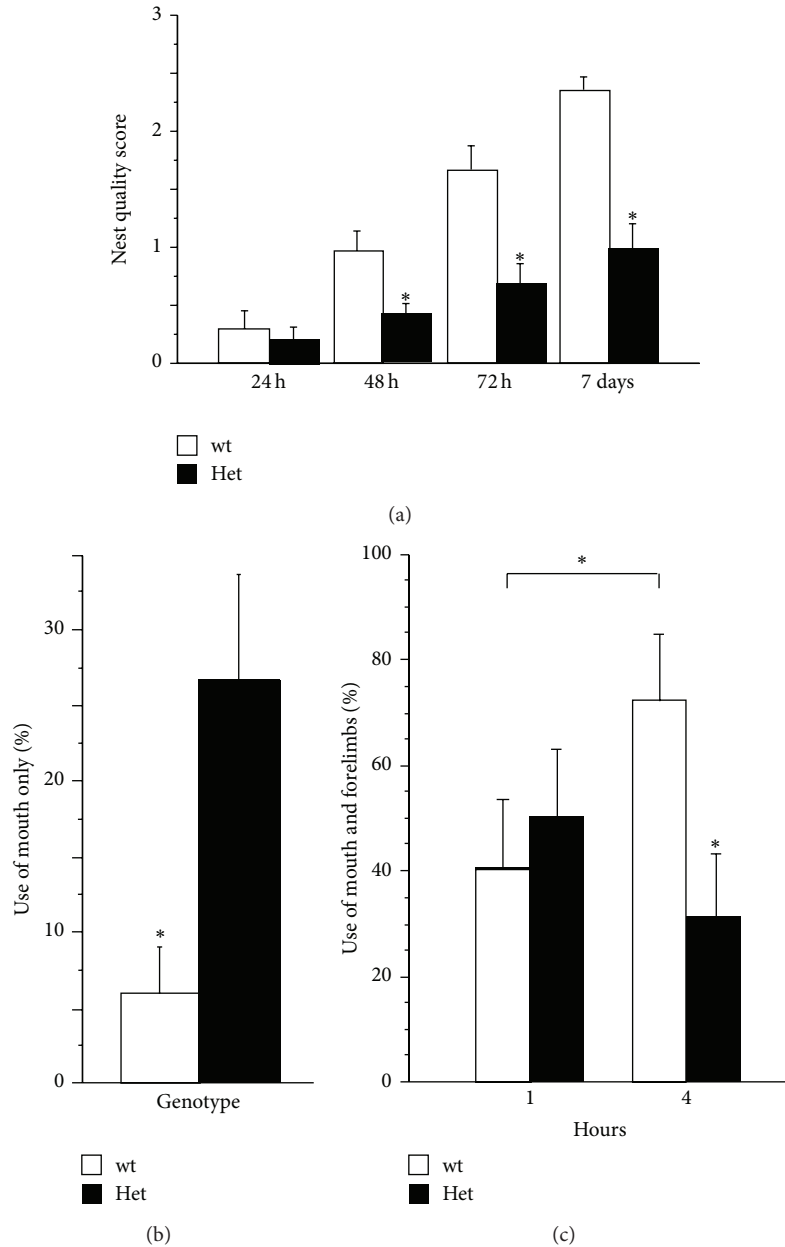 3
2
1
0
Nest quality score
*
*
*
24 h 48 h 72 h 7 days
wt
Het
(a)
30
20
10
0
Use of mouth only (%)
*
Genotype
wt
Het
(b)
100
80
60
40
20
0
Use of mouth and forelimbs (%)
*
*
1 4
Hours
wt
Het
(c)